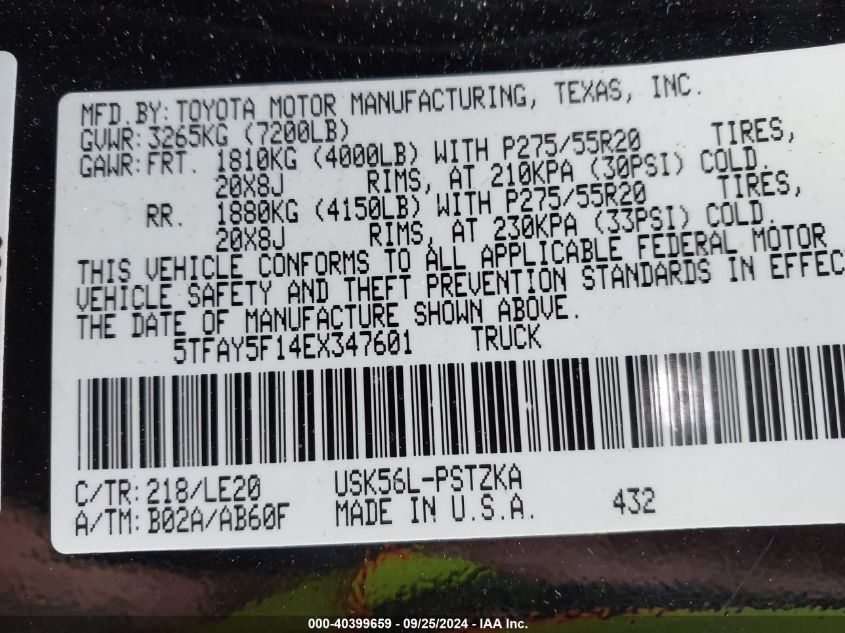 MFD.BY: TOYOTA MOTOR MANUFACTURING, TEXAS, INC.
GVWR: 3265KG (7200LB)
GAWR: FRT. 1810KG (4000LB) WITH P275/55R20 TIRES,
20X8J RIMS, AT 210KPA (30PSI) COLD.
RR. 1880KG (4150LB) WITH P275/55R20 TIRES,
20X8J RIMS, AT 230KPA (33PSI) COLD.
THIS VEHICLE CONFORMS TO ALL APPLICABLE FEDERAL MOTOR
VEHICLE SAFETY AND THEFT PREVENTION STANDARDS IN EFFEC
THE DATE OF MANUFACTURE SHOWN ABOVE.
5TFAY5F14EX347601 TRUCK
C/TR: 218/LE20 USK56L-PSTZKA
A/TM: B02A/AB60F MADE IN U.S.A. 432
000-40399659 - 09/25/2024 - IAA Inc.